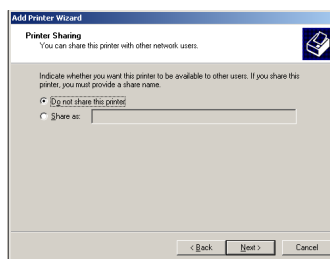 Add Printer Wizard
Printer Sharing
You can share this printer with other network users.
Indicate whether you want this printer to be available to other users. If you share this
printer, you must provide a share name.
Do not share this printer
Share as:
< Back
Next >
Cancel